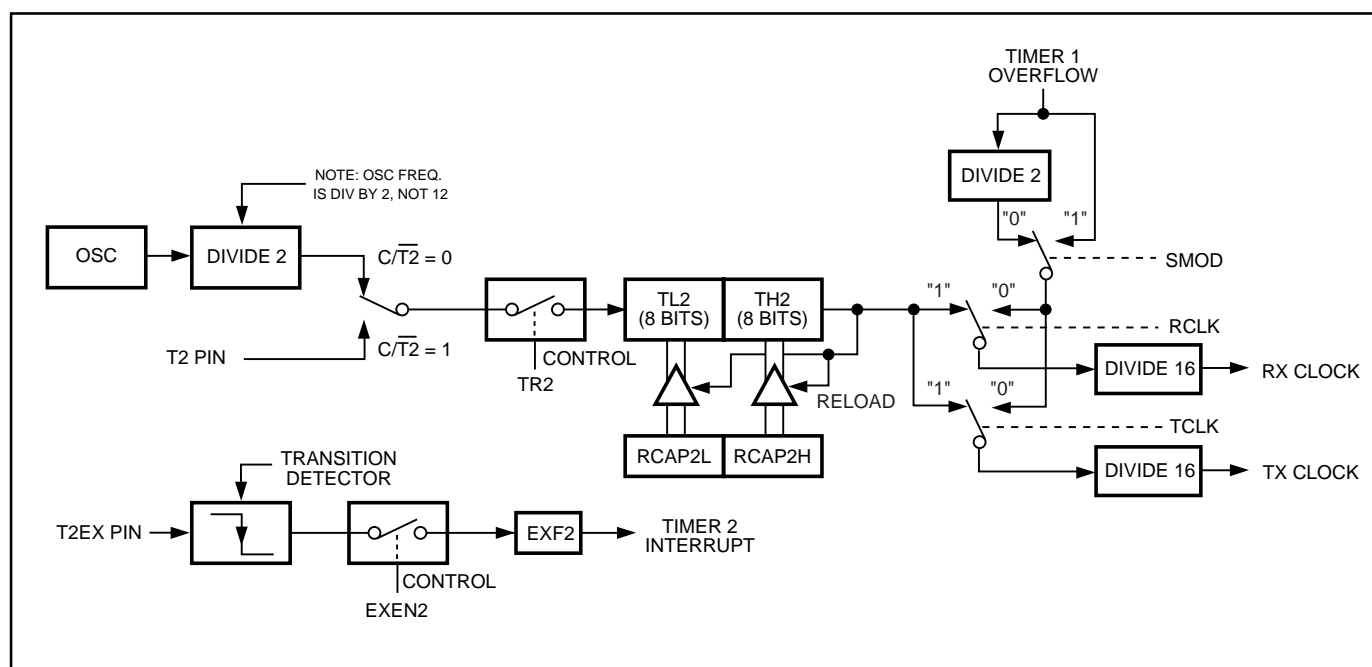 TIMER 1
OVERFLOW
NOTE: OSC FREQ.
IS DIV BY 2, NOT 12
DIVIDE 2
"0"
"1"
OSC
DIVIDE 2
C/T̅2̅ = 0
SMOD
TL2
(8 BITS)
TH2
(8 BITS)
"1"
"0"
RCLK
T2 PIN
C/T̅2̅ = 1
CONTROL
TR2
DIVIDE 16
RX CLOCK
RELOAD
"1"
"0"
TCLK
RCAP2L
RCAP2H
DIVIDE 16
TX CLOCK
TRANSITION
DETECTOR
T2EX PIN
EXF2
TIMER 2
INTERRUPT
CONTROL
EXEN2